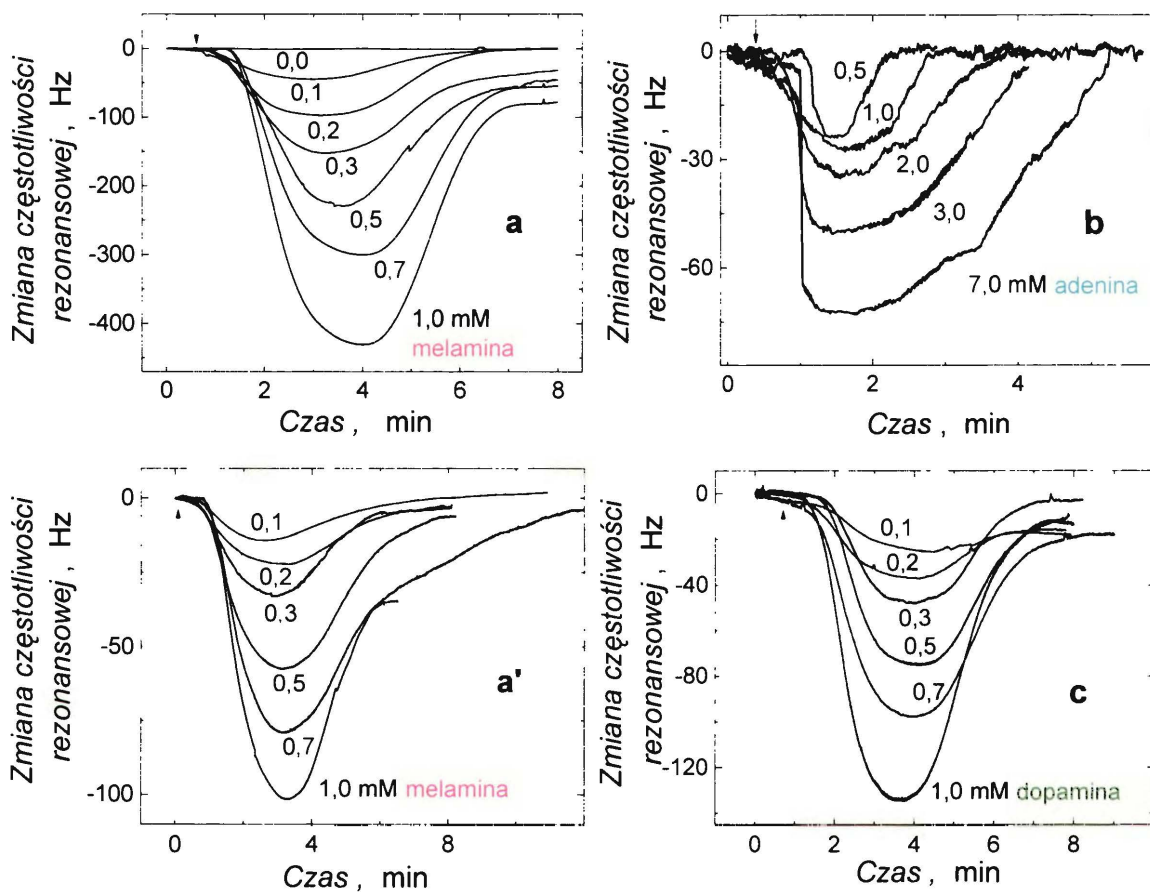 Zmiana częstotliwości
rezonansowej , Hz
0
-100
-200
-300
-400
0,0
0,1
0,2
0,3
0,5
0,7
1,0 mM
melamina
a
0 2 4 6 8
Czas , min
Zmiana częstotliwości
rezonansowej , Hz
0
-30
-60
0,5
1,0
2,0
3,0
7,0 mM adenina
b
0 2 4
Czas , min
Zmiana częstotliwości
rezonansowej , Hz
0
-50
-100
0,1
0,2
0,3
0,5
0,7
1,0 mM melamina
a'
0 4 8
Czas , min
Zmiana częstotliwości
rezonansowej , Hz
0
-40
-80
-120
0,1
0,2
0,3
0,5
0,7
1,0 mM dopamina
c
0 2 4 6 8
Czas , min